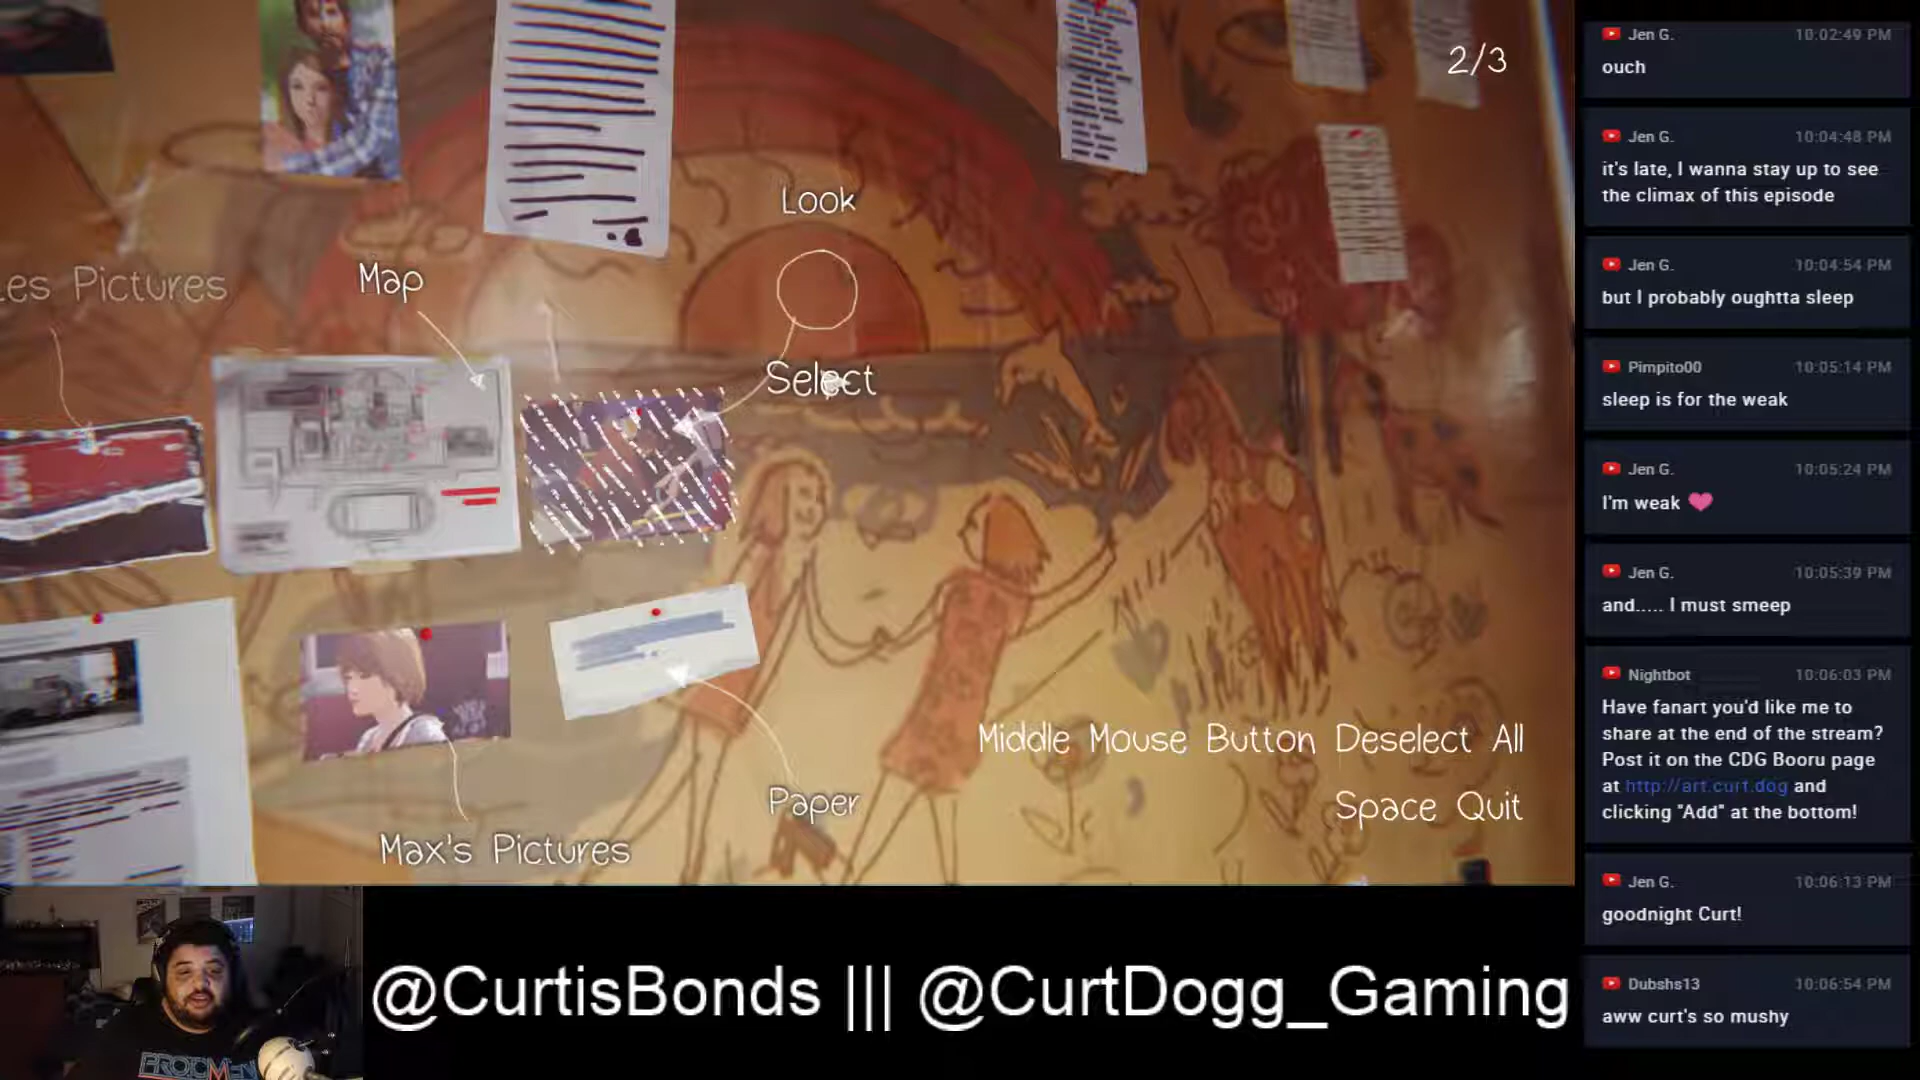 2/3
Look
Map
les Pictures
Select
Middle Mouse Button Deselect All
Space Quit
Paper
Max's Pictures
@CurtisBonds ||| @CurtDogg_Gaming
Jen G. 10:02:49 PM
ouch
Jen G. 10:04:48 PM
it's late, I wanna stay up to see
the climax of this episode
Jen G. 10:04:54 PM
but I probably oughtta sleep
Pimpito00 10:05:14 PM
sleep is for the weak
Jen G. 10:05:24 PM
I'm weak
Jen G. 10:05:39 PM
and..... I must smeep
Nightbot 10:06:03 PM
Have fanart you'd like me to
share at the end of the stream?
Post it on the CDG Booru page
at http://art.curt.dog and
clicking "Add" at the bottom!
Jen G. 10:06:13 PM
goodnight Curt!
Dubshs13 10:06:54 PM
aww curt's so mushy